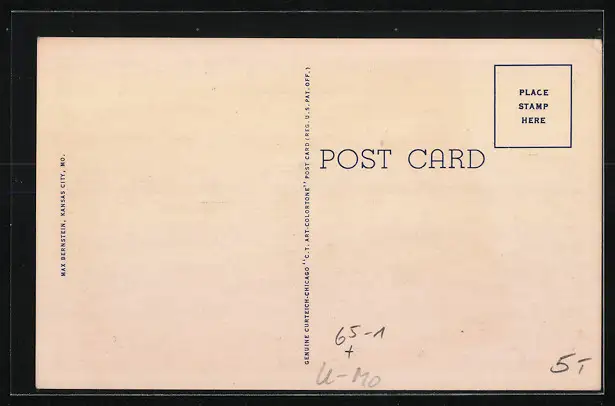 MAX BERNSTEIN, KANSAS CITY, MO.
GENUINE CURTEICH-CHICAGO "C.T. ART-COLORTONE" POST CARD (REG. U.S. PAT. OFF.)
POST CARD
PLACE
STAMP
HERE
65-1
+
U-MO
5,-